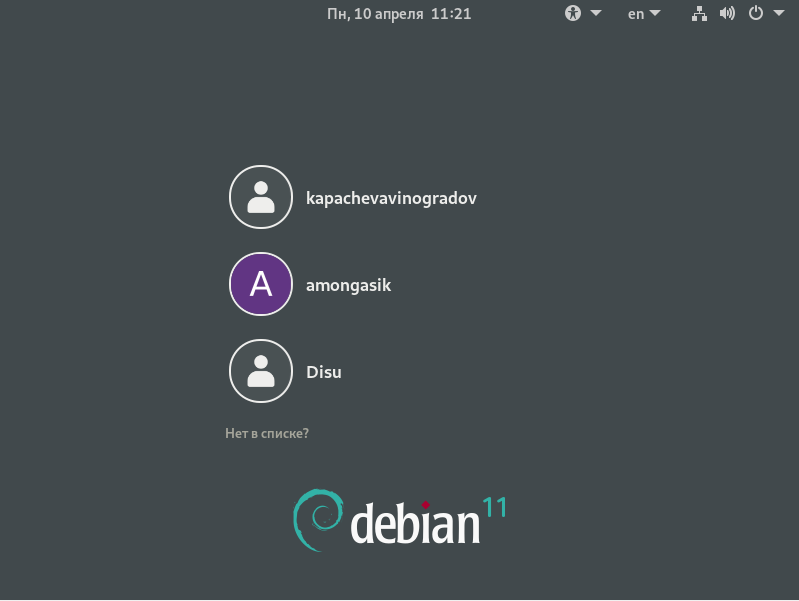 Пн, 10 апреля 11:21
en
kapachevavinogradov
A
amongasik
Disu
Нет в списке?
debian 11